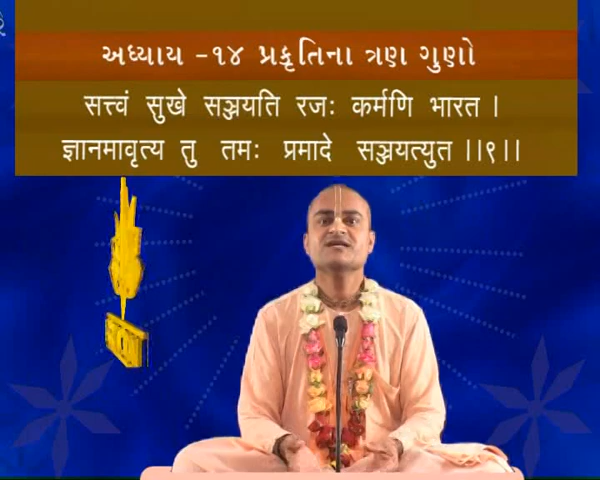 અધ્યાય -૧૪ પ્રકૃતિના ત્રણ ગુણો
सत्त्वं सुखे सञ्जयति रजः कर्मणि भारत ।
ज्ञानमावृत्य तु तमः प्रमादे सञ्जयत्युत ।।९।।